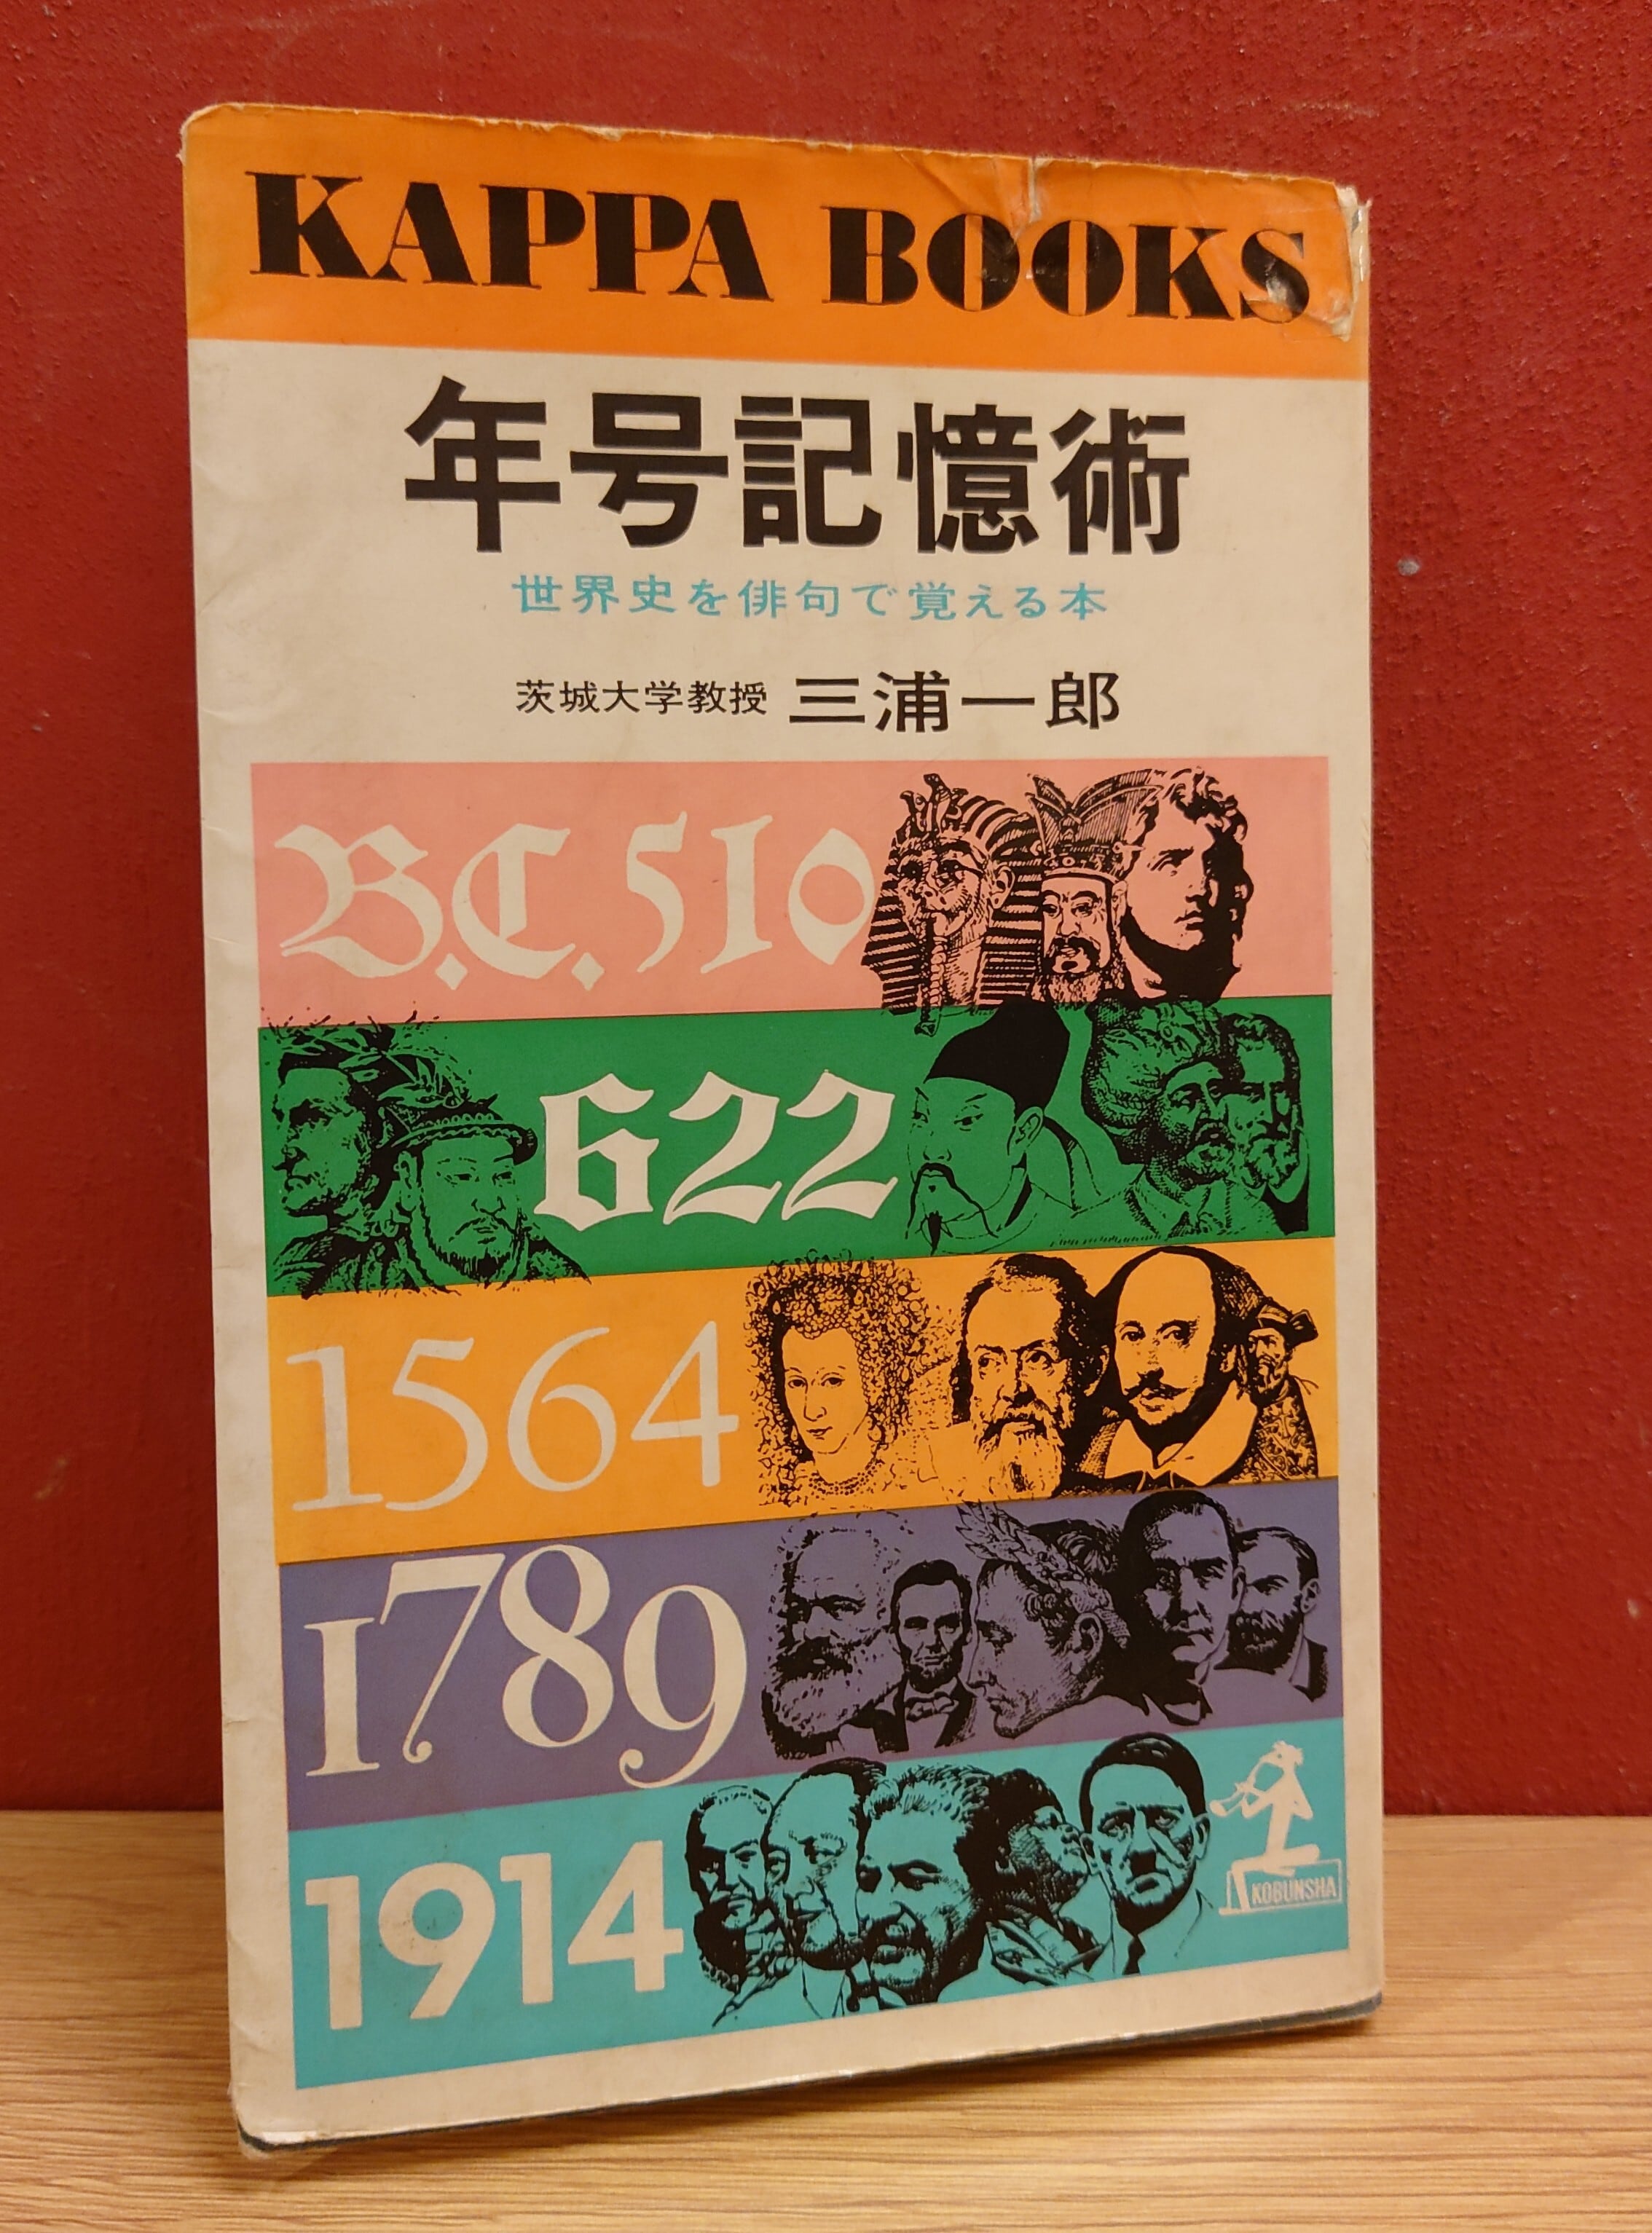 KAPPA BOOKS
年号記憶術
世界史を俳句で覚える本
茨城大学教授 三浦一郎
B.C.510
622
1564
1789
1914
KOBUNSHA